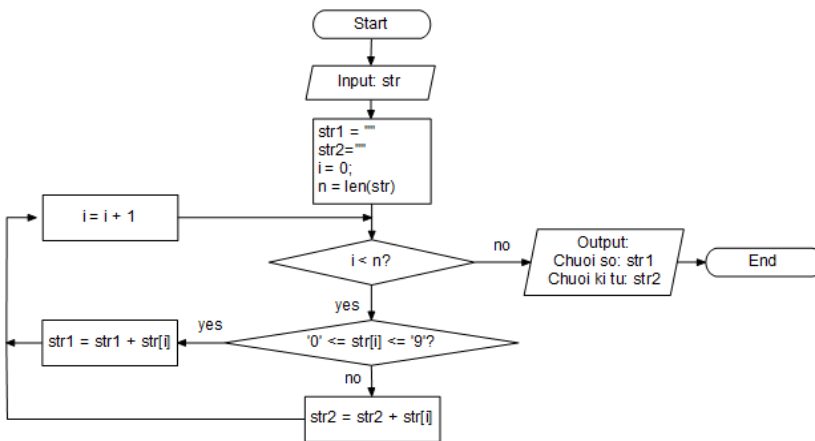 Start
Input: str
str1 = ""
str2=""
i = 0;
n = len(str)
i = i + 1
i < n?
no
Output:
Chuoi so: str1
Chuoi ki tu: str2
End
yes
'0' <= str[i] <= '9'?
yes
str1 = str1 + str[i]
no
str2 = str2 + str[i]